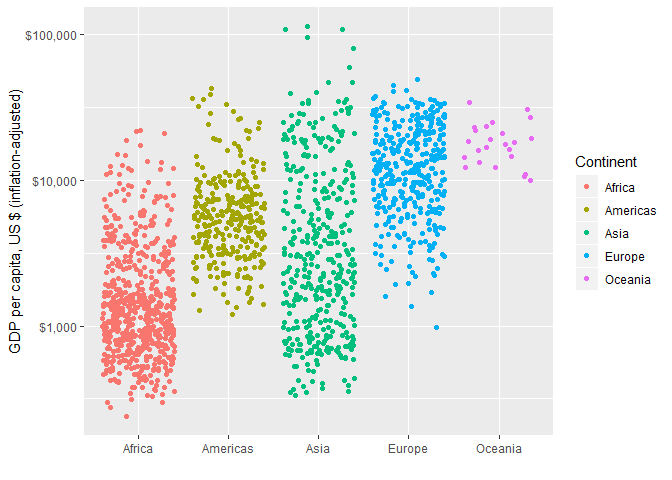 GDP per capita, US $ (inflation-adjusted)
$100,000
$10,000
$1,000
Africa
Americas
Asia
Europe
Oceania
Continent
Africa
Americas
Asia
Europe
Oceania